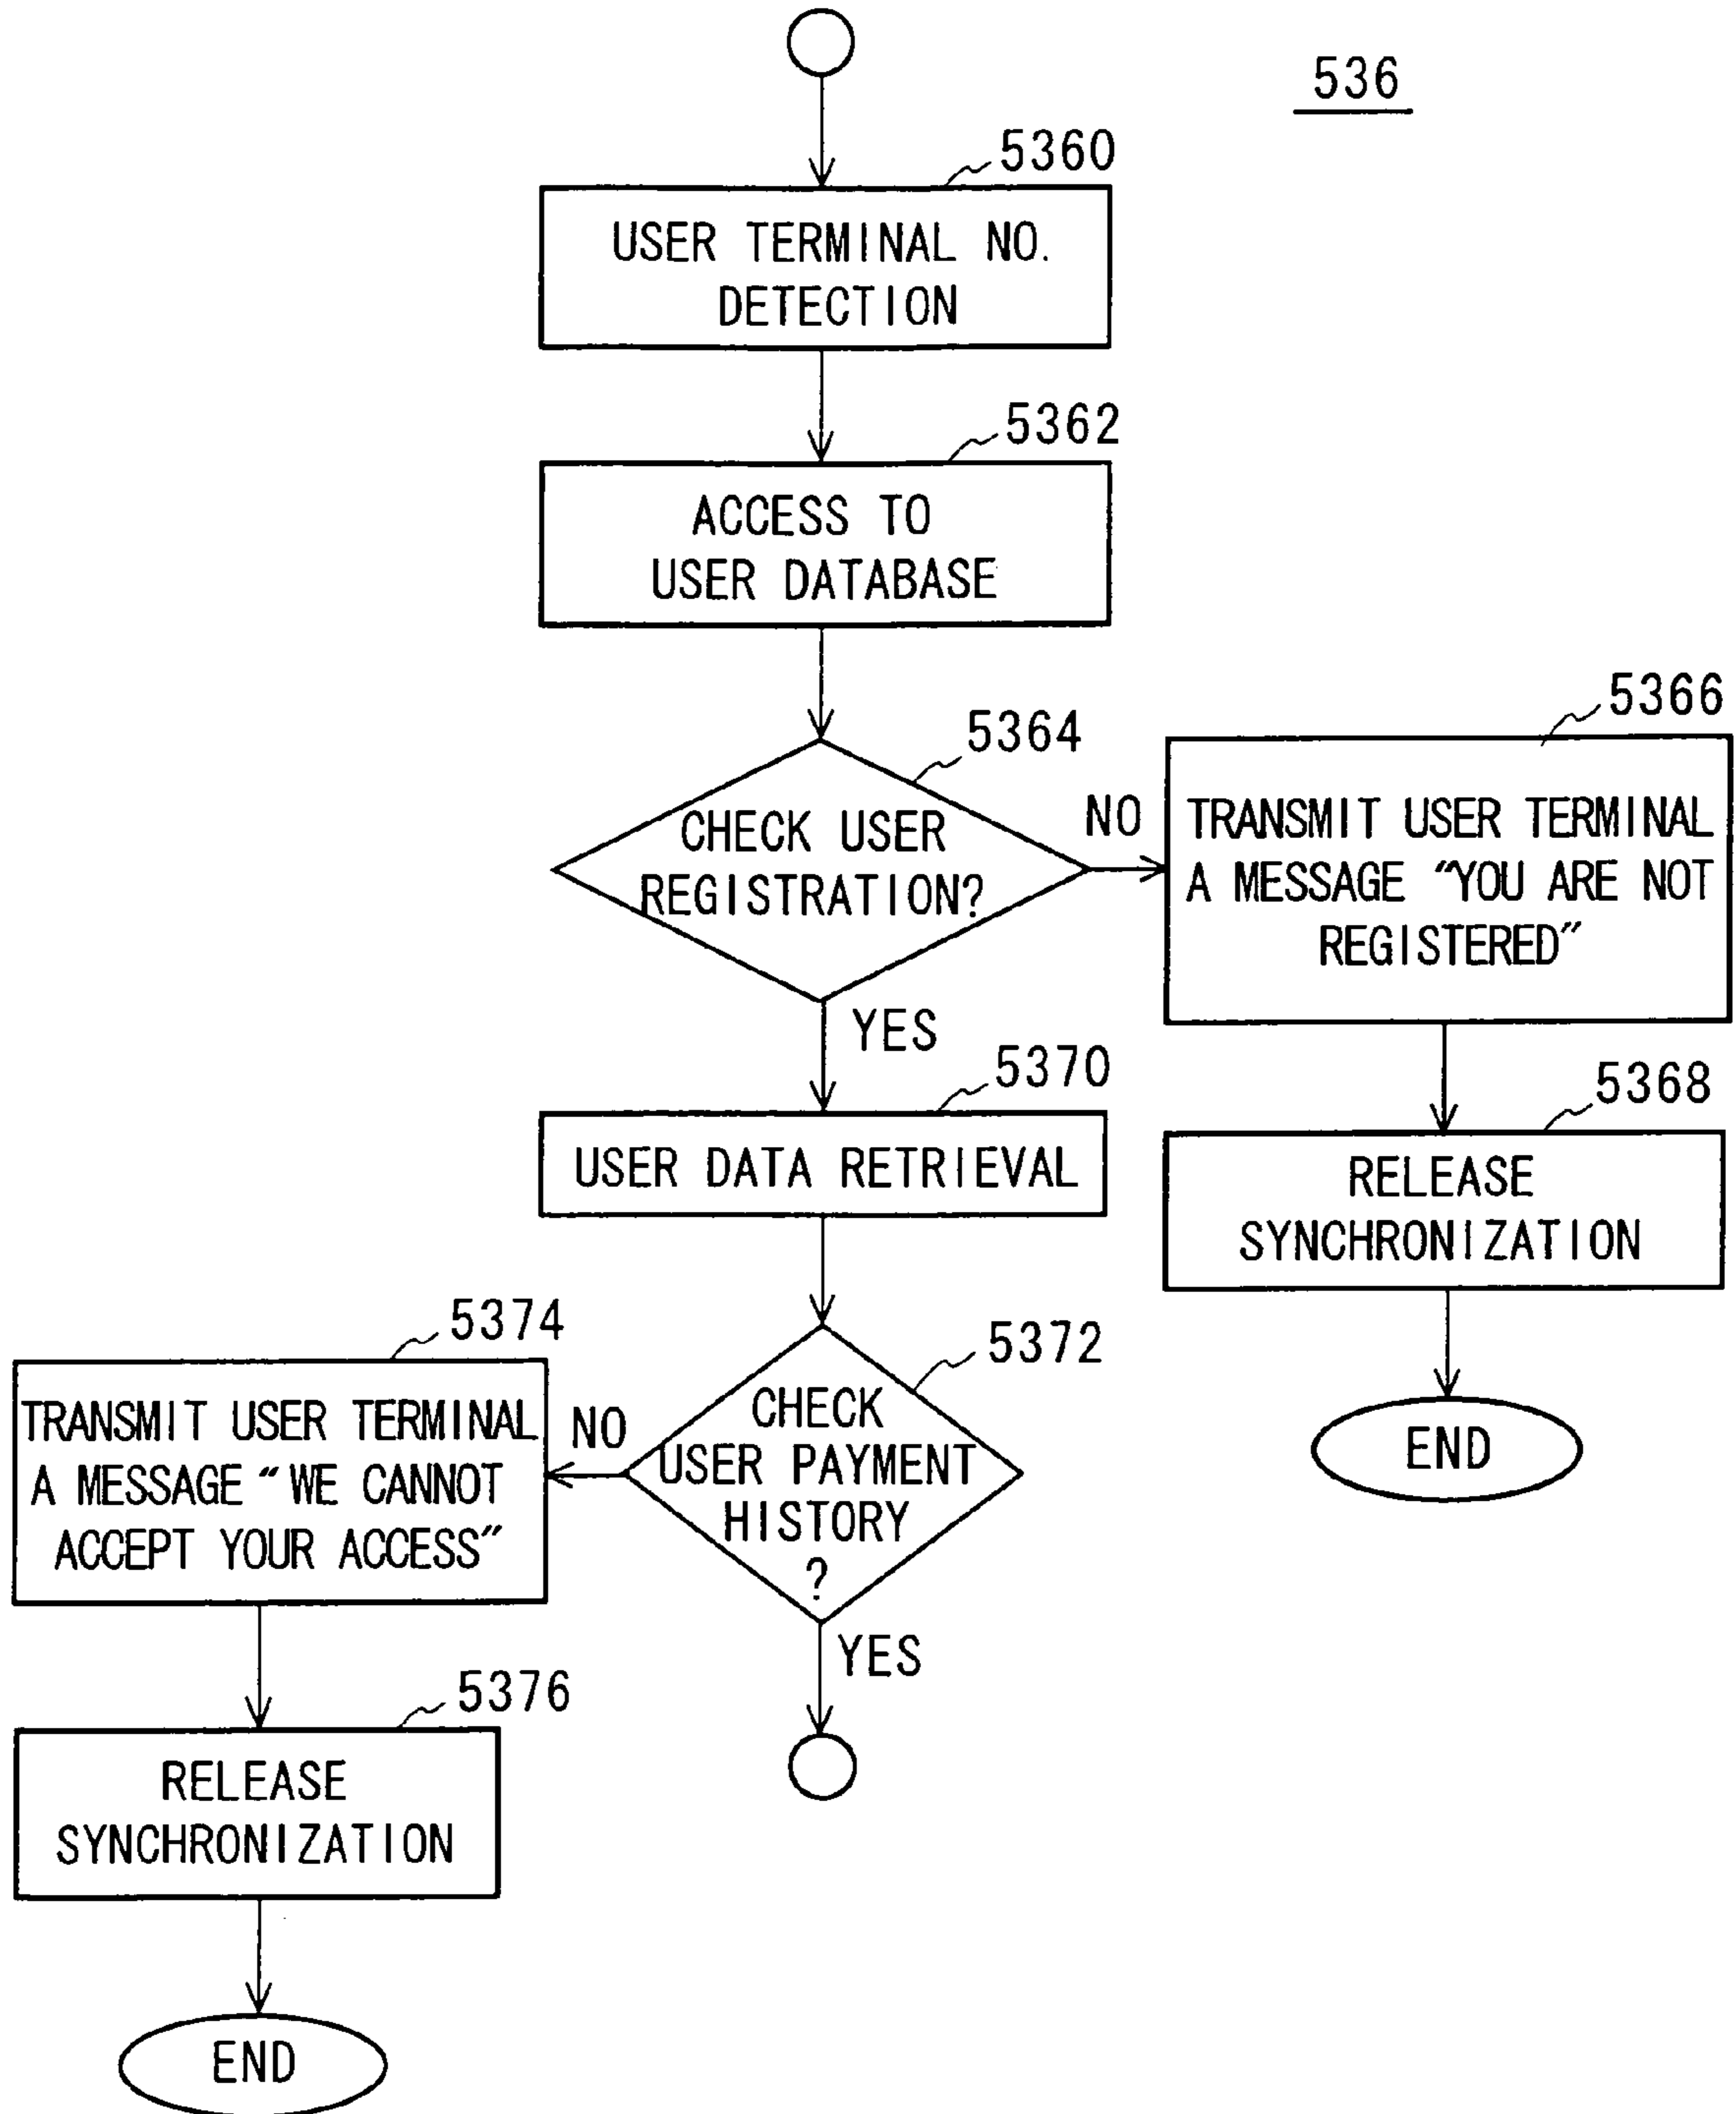 536
5360
USER TERMINAL NO.
DETECTION
5362
ACCESS TO
USER DATABASE
5364
CHECK USER
REGISTRATION?
NO
5366
TRANSMIT USER TERMINAL
A MESSAGE "YOU ARE NOT
REGISTERED"
YES
5368
RELEASE
SYNCHRONIZATION
END
5370
USER DATA RETRIEVAL
5372
CHECK
USER PAYMENT
HISTORY
?
NO
5374
TRANSMIT USER TERMINAL
A MESSAGE "WE CANNOT
ACCEPT YOUR ACCESS"
YES
5376
RELEASE
SYNCHRONIZATION
END